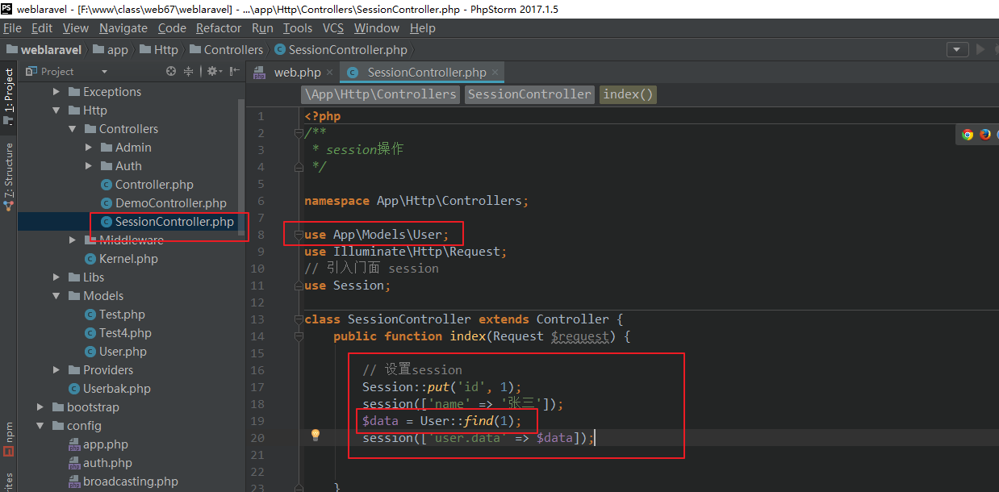 weblaravel - [F:\www\class\web67\weblaravel] - ...\app\Http\Controllers\SessionController.php - PhpStorm 2017.1.5
File Edit View Navigate Code Refactor Run Tools VCS Window Help
weblaravel app Http Controllers SessionController.php
Project
web.php
SessionController.php
1: Project
7: Structure
npm
Exceptions
Http
Controllers
Admin
Auth
Controller.php
DemoController.php
SessionController.php
Middleware
Kernel.php
Libs
Models
Test.php
Test4.php
User.php
Providers
Userbak.php
bootstrap
config
app.php
auth.php
broadcasting.php
\App\Http\Controllers SessionController index()
1 <?php
2 /**
3 * session操作
4 */
5
6 namespace App\Http\Controllers;
7
8 use App\Models\User;
9 use Illuminate\Http\Request;
10 // 引入门面 session
11 use Session;
12
13 class SessionController extends Controller {
14 public function index(Request $request) {
15
16 // 设置session
17 Session::put('id', 1);
18 session(['name' => '张三']);
19 $data = User::find(1);
20 session(['user.data' => $data]);
21
22
23 }